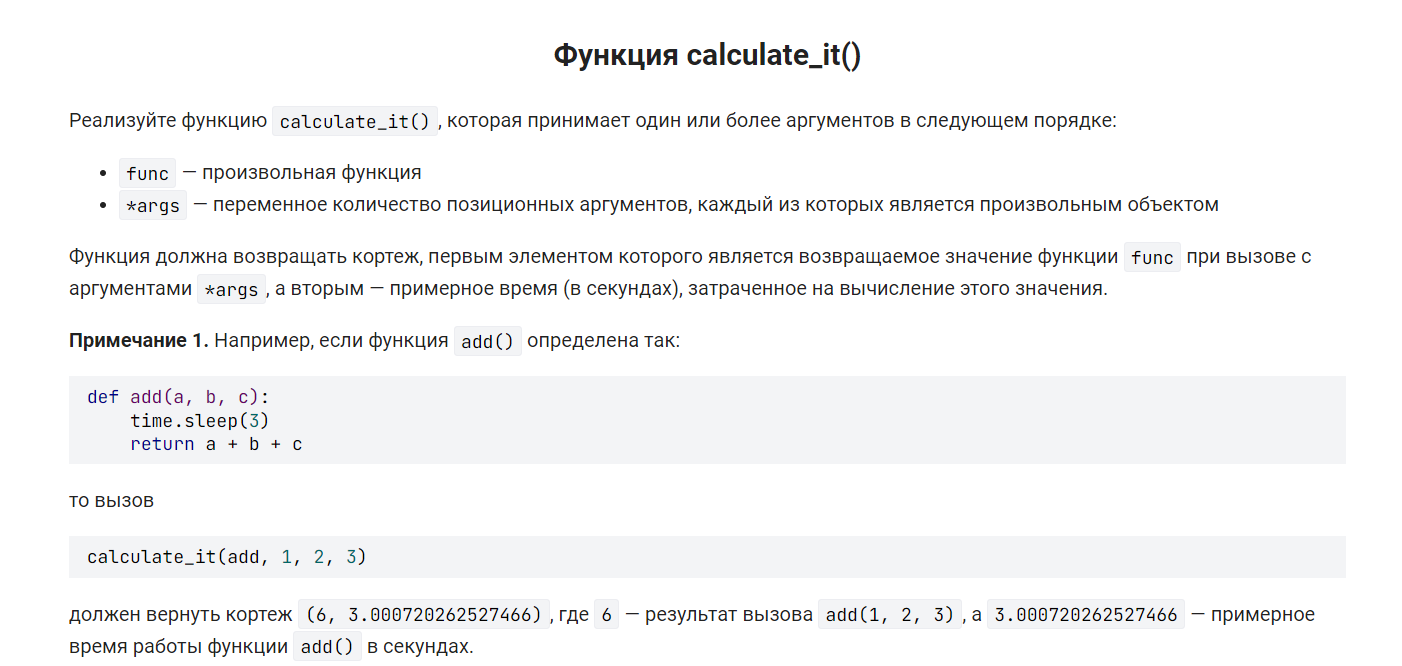 Функция calculate_it()
Реализуйте функцию calculate_it(), которая принимает один или более аргументов в следующем порядке:
• func — произвольная функция
• *args — переменное количество позиционных аргументов, каждый из которых является произвольным объектом
Функция должна возвращать кортеж, первым элементом которого является возвращаемое значение функции func при вызове с
аргументами *args, а вторым — примерное время (в секундах), затраченное на вычисление этого значения.
Примечание 1. Например, если функция add() определена так:
def add(a, b, c):
    time.sleep(3)
    return a + b + c
то вызов
calculate_it(add, 1, 2, 3)
должен вернуть кортеж (6, 3.000720262527466), где 6 — результат вызова add(1, 2, 3), а 3.000720262527466 — примерное
время работы функции add() в секундах.